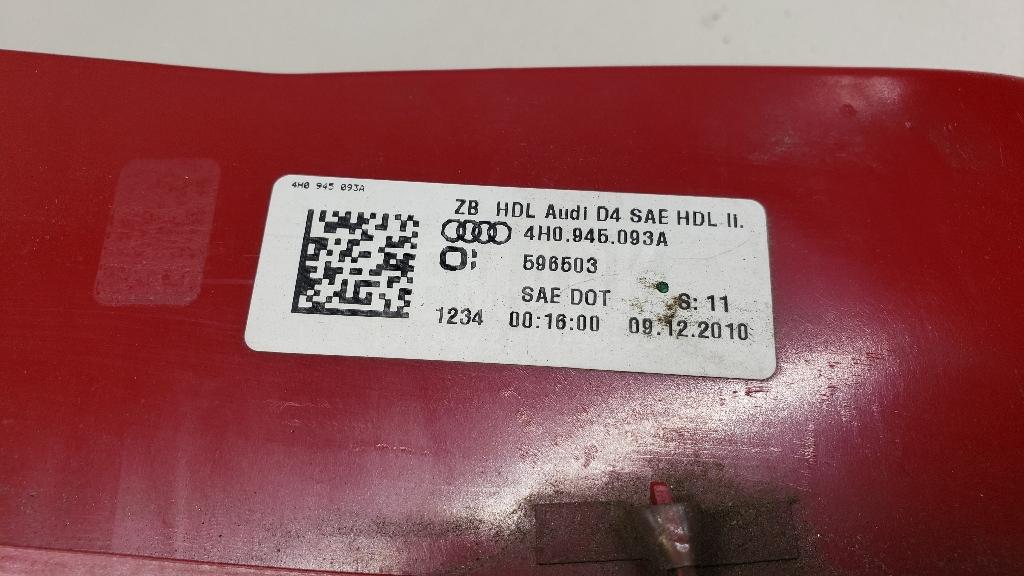 4H0 945 093A
ZB HDL Audi D4 SAE HDL li.
4H0.945.093A
O: 596503
SAE DOT S: 11
1234 00:16:00 09.12.2010